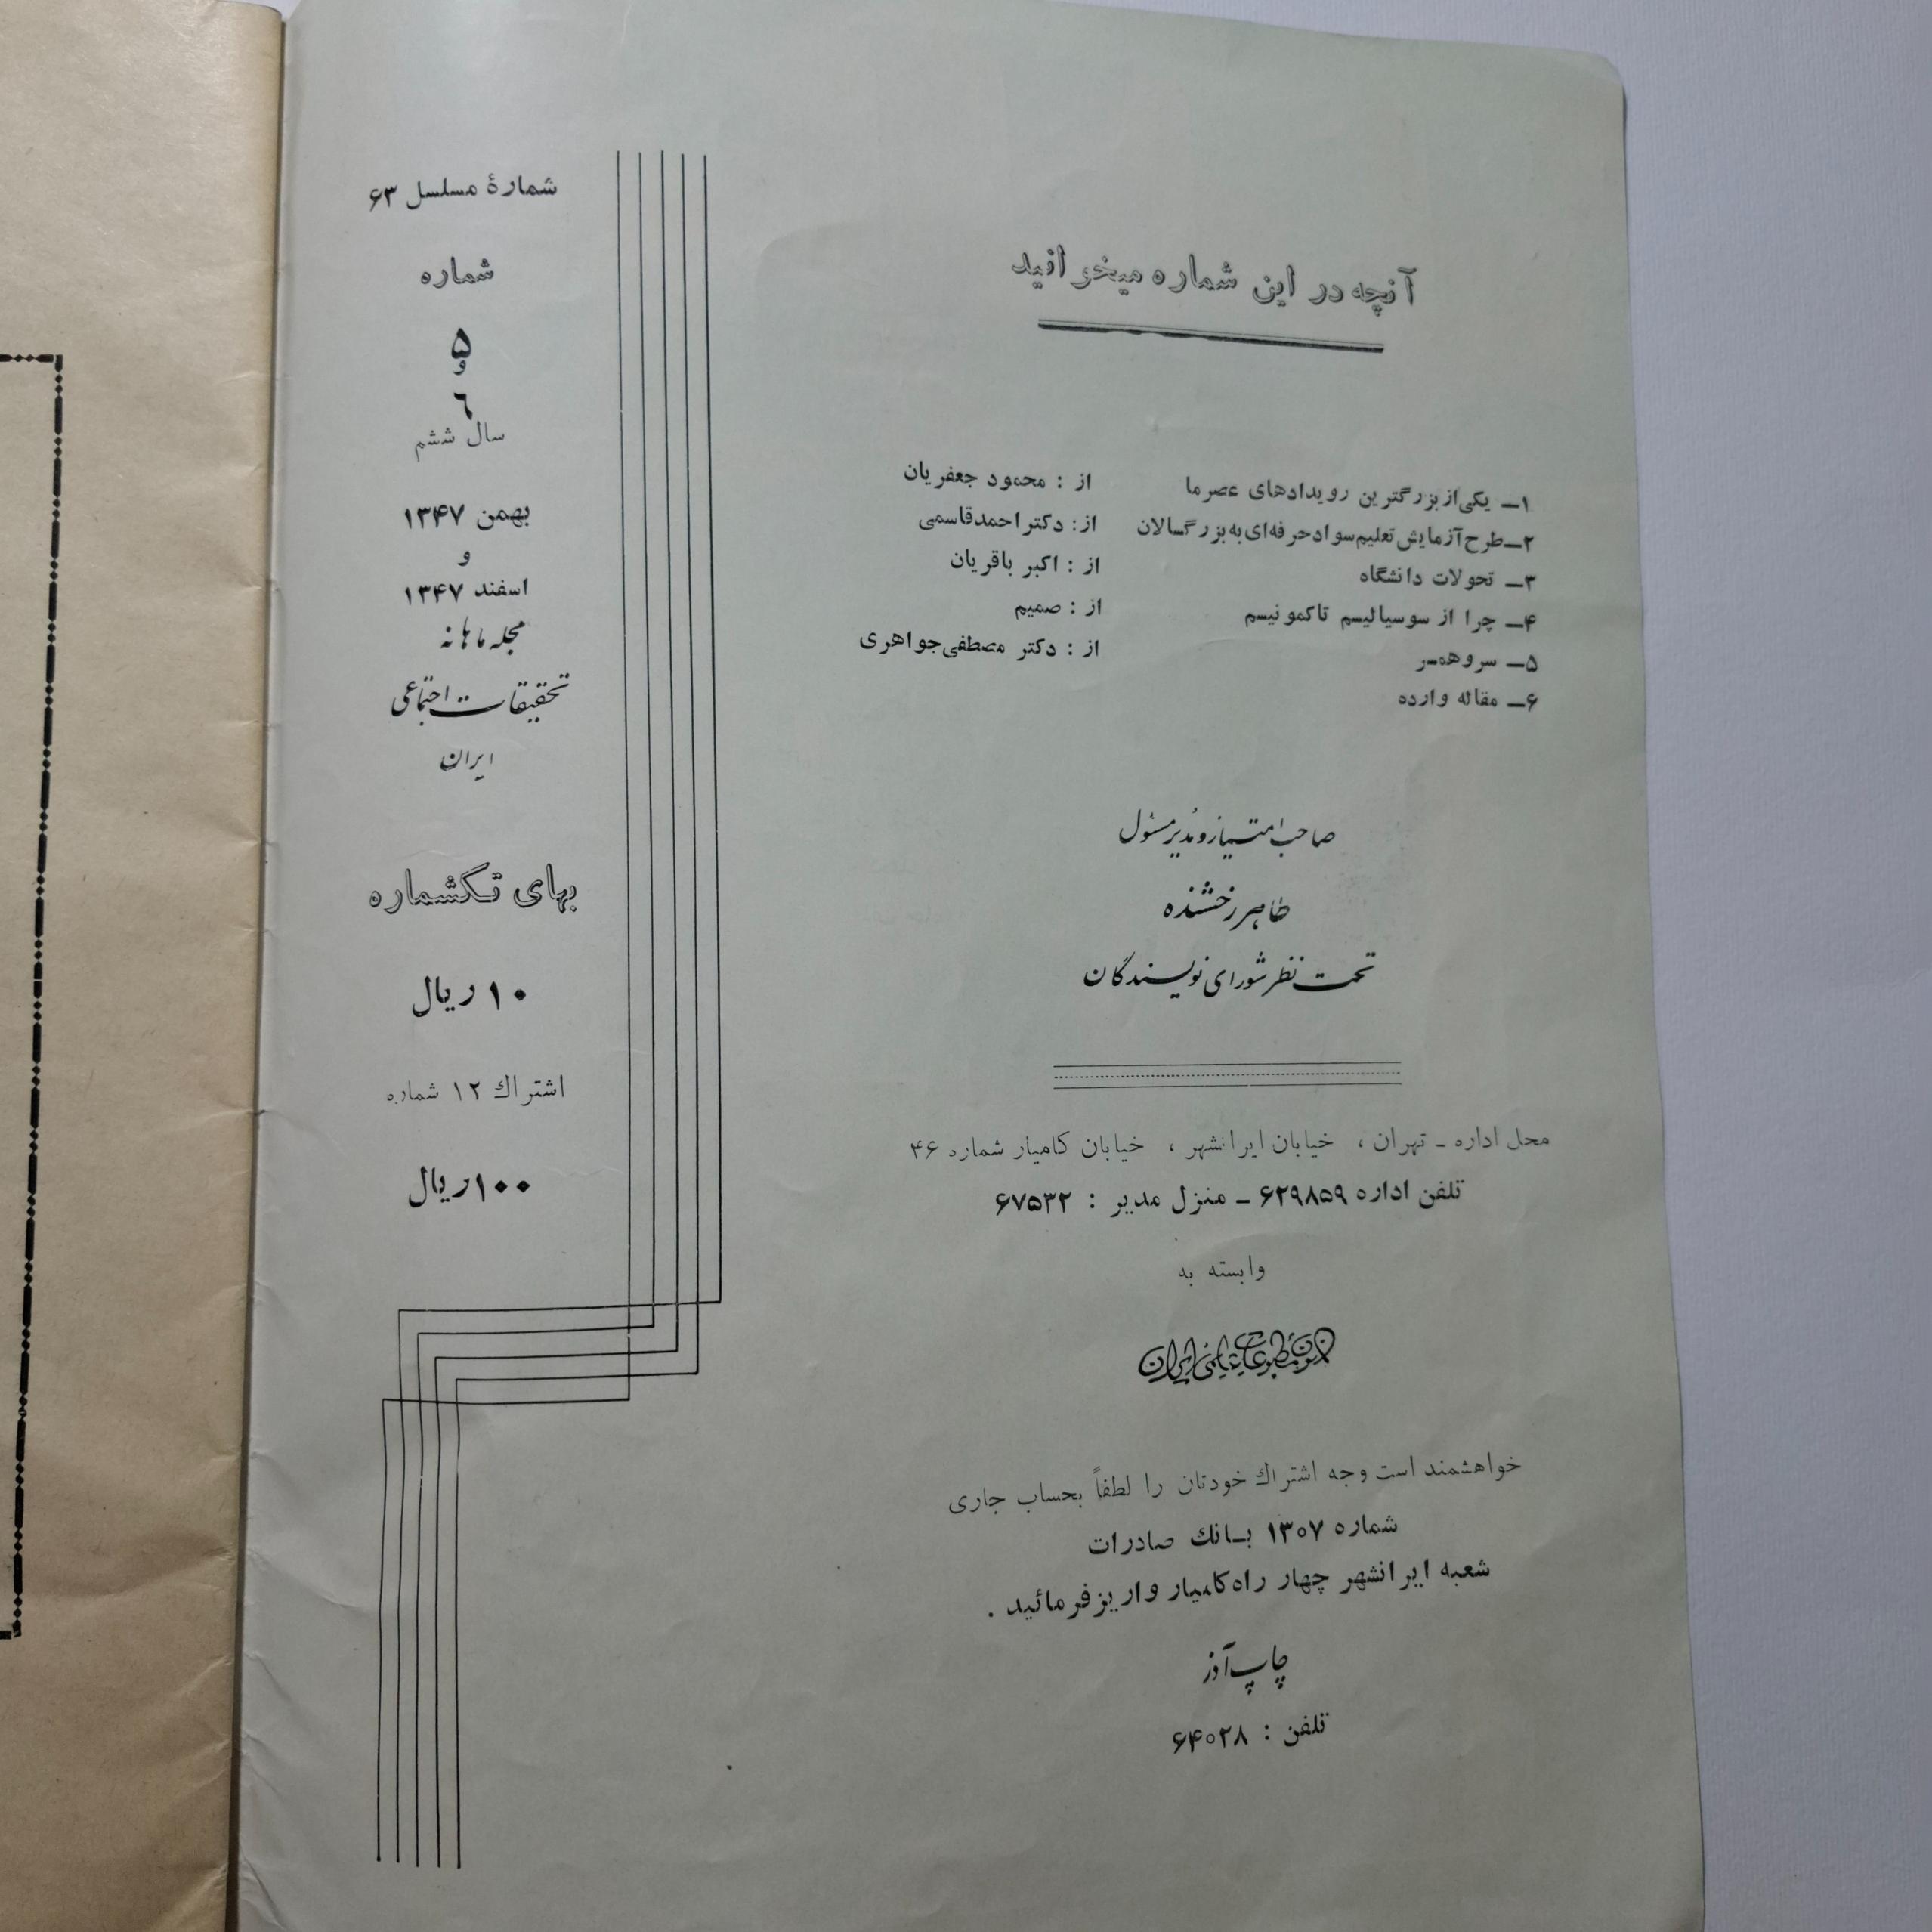 آنچه در این شماره میخوانید
۱ـ یکی از بزرگترین رویدادهای عصر ما از : محمود جعفریان
۲ـ طرح آزمایش تعلیم سواد حرفه‌ای به بزرگسالان از : دکتر احمد قاسمی
۳ـ تحولات دانشگاه از : اکبر باقریان
۴ـ چرا از سوسیالیسم تا کمونیسم از : صمیم
۵ـ سر و همسر از : دکتر مصطفی جواهری
۶ـ مقاله وارده
صاحب امتیاز و مدیر مسئول
طاهر رخشنده
تحت نظر شورای نویسندگان
محل اداره ـ تهران ، خیابان ایرانشهر ، خیابان کامیار شماره ۴۶
تلفن اداره ۶۲۹۸۵۹ ـ منزل مدیر : ۶۷۵۳۲
وابسته به
ایران
خواهشمند است وجه اشتراك خودتان را لطفاً بحساب جاری
شماره ۱۳۰۷ بانك صادرات
شعبه ایرانشهر چهار راه کامیار واریز فرمائید .
چاپ آذر
تلفن : ۶۴۰۲۸
شمارهٔ مسلسل ۶۳
شماره
۵
و
٦
سال ششم
بهمن ۱۳۴۷
و
اسفند ۱۳۴۷
مجله ماهانه
تحقیقات اجتماعی
ایران
بهای تکشماره
۱۰ ریال
اشتراك ۱۲ شماره
۱۰۰ ریال